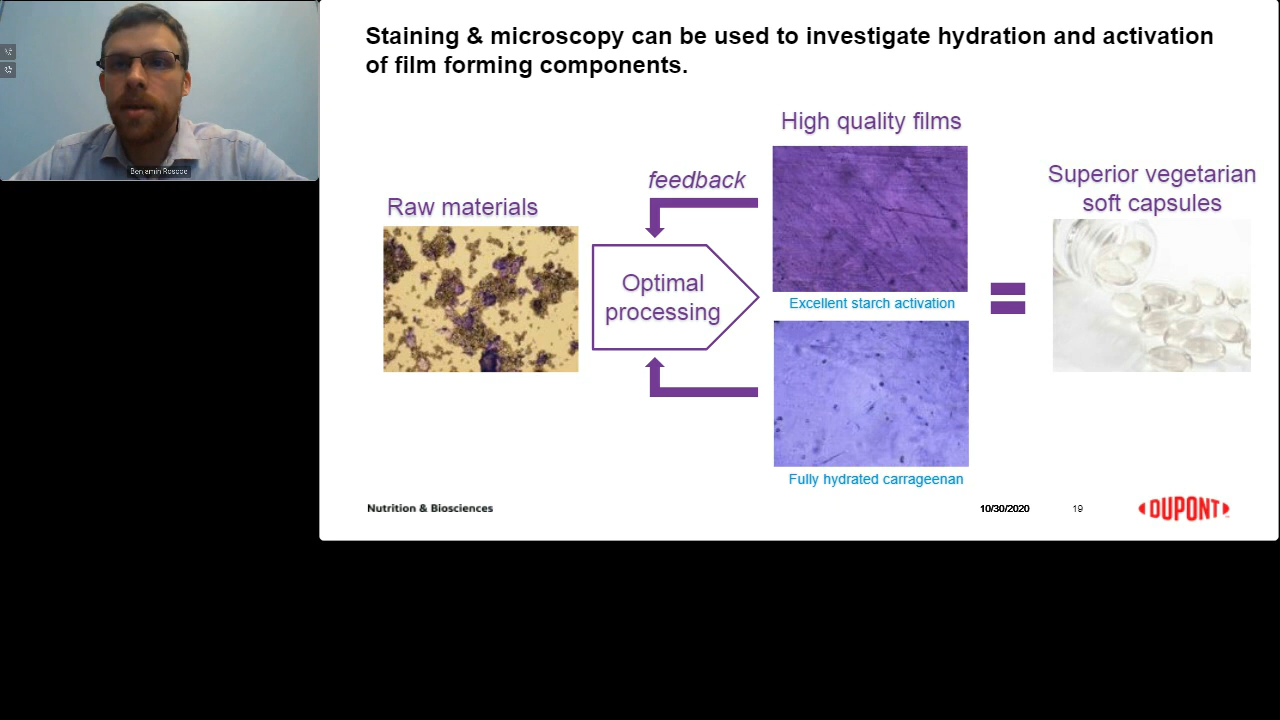 Benjamin Roscoe
Staining & microscopy can be used to investigate hydration and activation
of film forming components.
High quality films
feedback
Superior vegetarian
soft capsules
Raw materials
Optimal
processing
Excellent starch activation
Fully hydrated carrageenan
Nutrition & Biosciences
10/30/2020
19
DUPONT